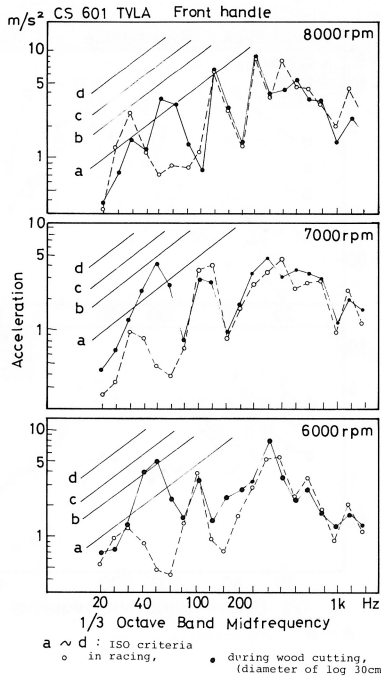 CS 601 TVLA Front handle
m/s²
8000rpm
10
5
1
d
c
b
a
7000rpm
10
5
1
d
c
b
a
Acceleration
6000rpm
10
5
1
d
c
b
a
20 40 100 200 1k Hz
1/3 Octave Band Midfrequency
a ~ d : ISO criteria
o in racing, • during wood cutting,
(diameter of log 30cm